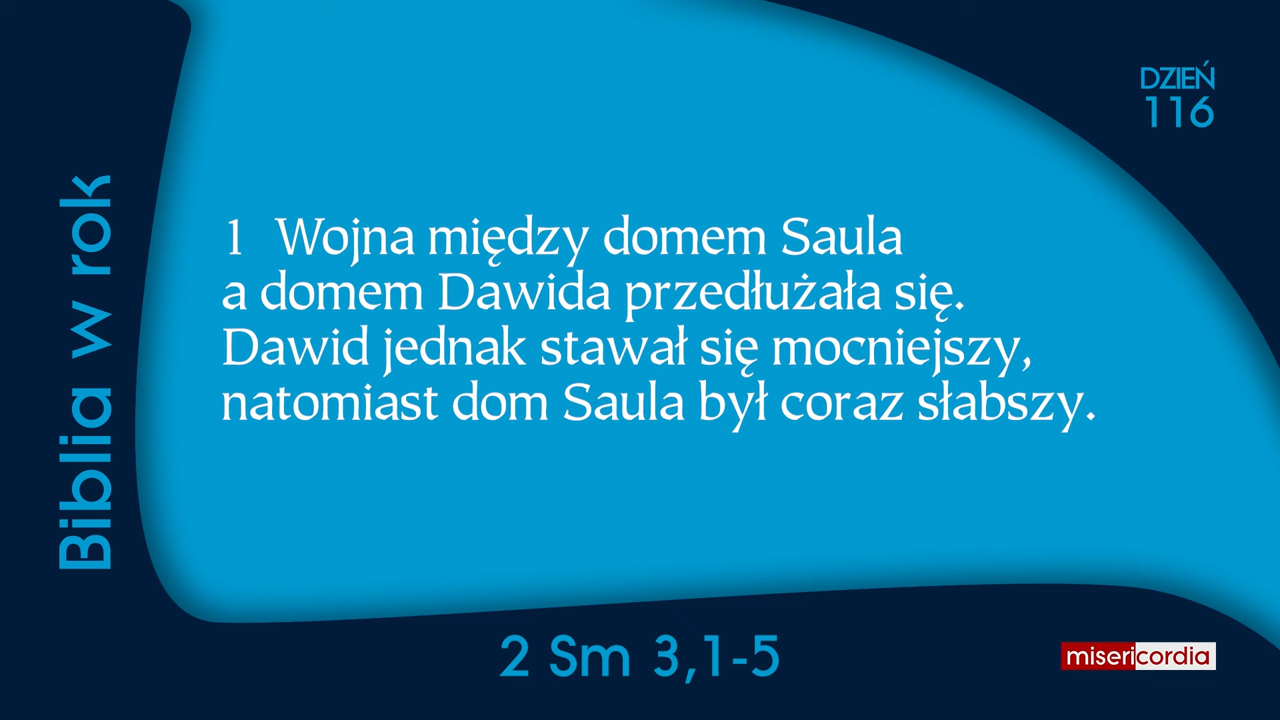 DZIEŃ
116
Biblia w rok
1 Wojna między domem Saula
a domem Dawida przedłużała się.
Dawid jednak stawał się mocniejszy,
natomiast dom Saula był coraz słabszy.
2 Sm 3,1-5
misericordia